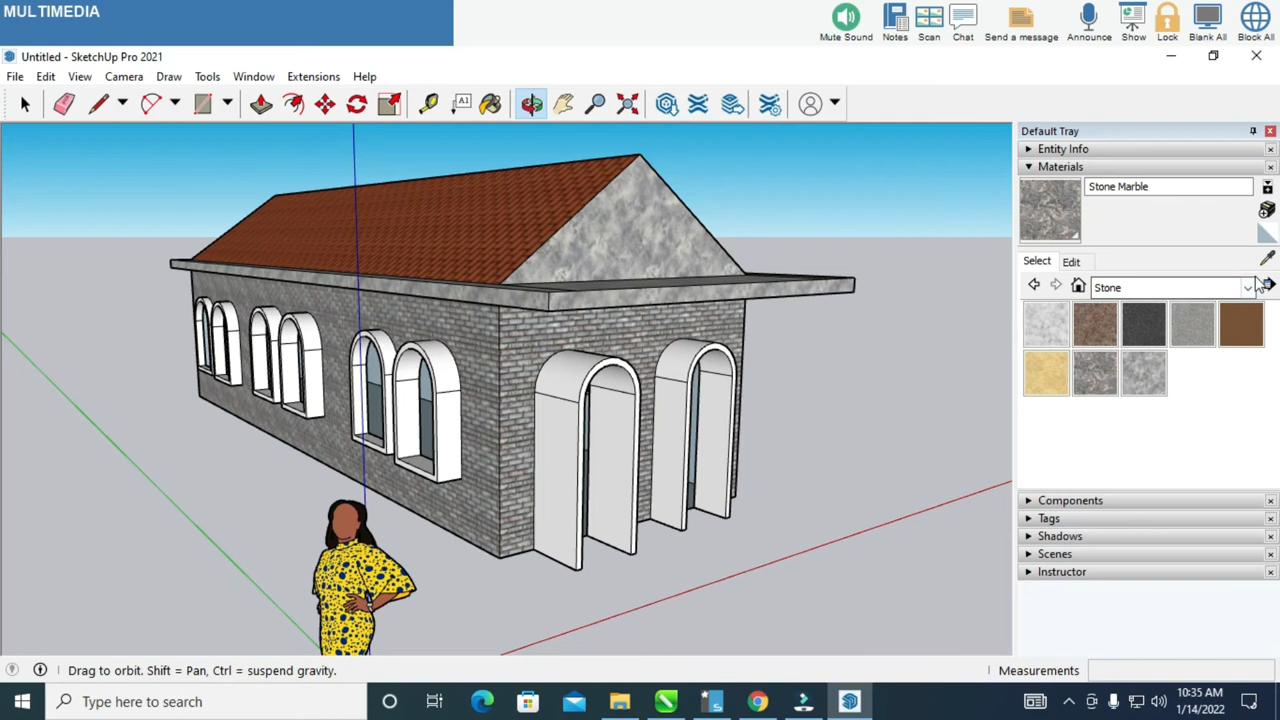 MULTIMEDIA
Mute Sound
Notes
Scan
Chat
Send a message
Announce
Show
Lock
Blank All
Block All
Untitled - SketchUp Pro 2021
File Edit View Camera Draw Tools Window Extensions Help
A1
Default Tray
Entity Info
Materials
Stone Marble
Select Edit
Stone
Components
Tags
Shadows
Scenes
Instructor
Drag to orbit. Shift = Pan, Ctrl = suspend gravity.
Measurements
Type here to search
10:35 AM
1/14/2022